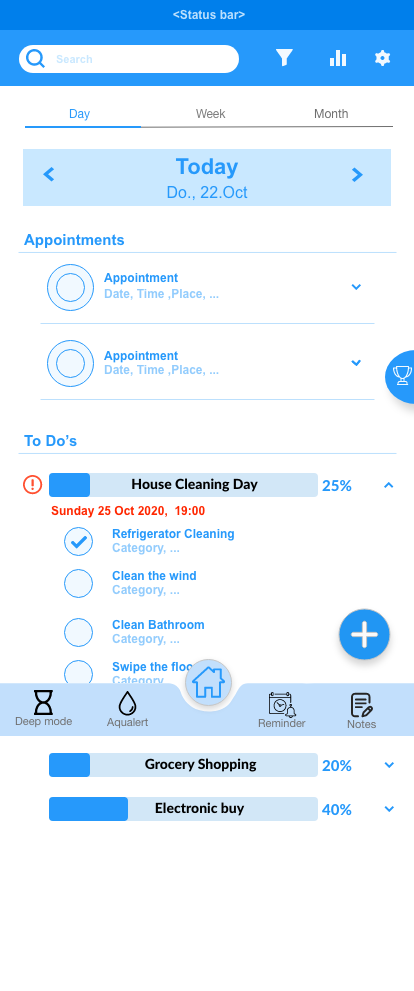 <Status bar>
Search
Day Week Month
Today
Do., 22.Oct
Appointments
Appointment
Date, Time ,Place, ...
Appointment
Date, Time ,Place, ...
To Do's
House Cleaning Day 25%
Sunday 25 Oct 2020, 19:00
Refrigerator Cleaning
Category, ...
Clean the wind
Category, ...
Clean Bathroom
Category, ...
Swipe the floo
Category,
Deep mode Aqualert Reminder Notes
Grocery Shopping 20%
Electronic buy 40%